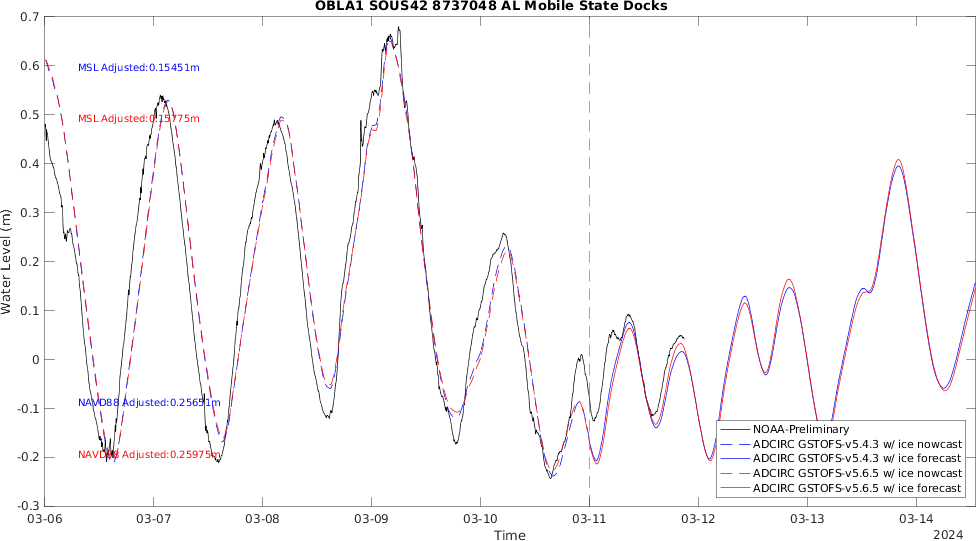 OBLA1 SOUS42 8737048 AL Mobile State Docks
0.7
0.6
0.5
0.4
0.3
0.2
0.1
0
-0.1
-0.2
-0.3
Water Level (m)
MSL Adjusted:0.15451m
MSL Adjusted:0.15775m
NAVD88 Adjusted:0.25651m
NAVD88 Adjusted:0.25975m
NOAA-Preliminary
ADCIRC GSTOFS-v5.4.3 w/ ice nowcast
ADCIRC GSTOFS-v5.4.3 w/ ice forecast
ADCIRC GSTOFS-v5.6.5 w/ ice nowcast
ADCIRC GSTOFS-v5.6.5 w/ ice forecast
03-06 03-07 03-08 03-09 03-10 03-11 03-12 03-13 03-14
Time
2024